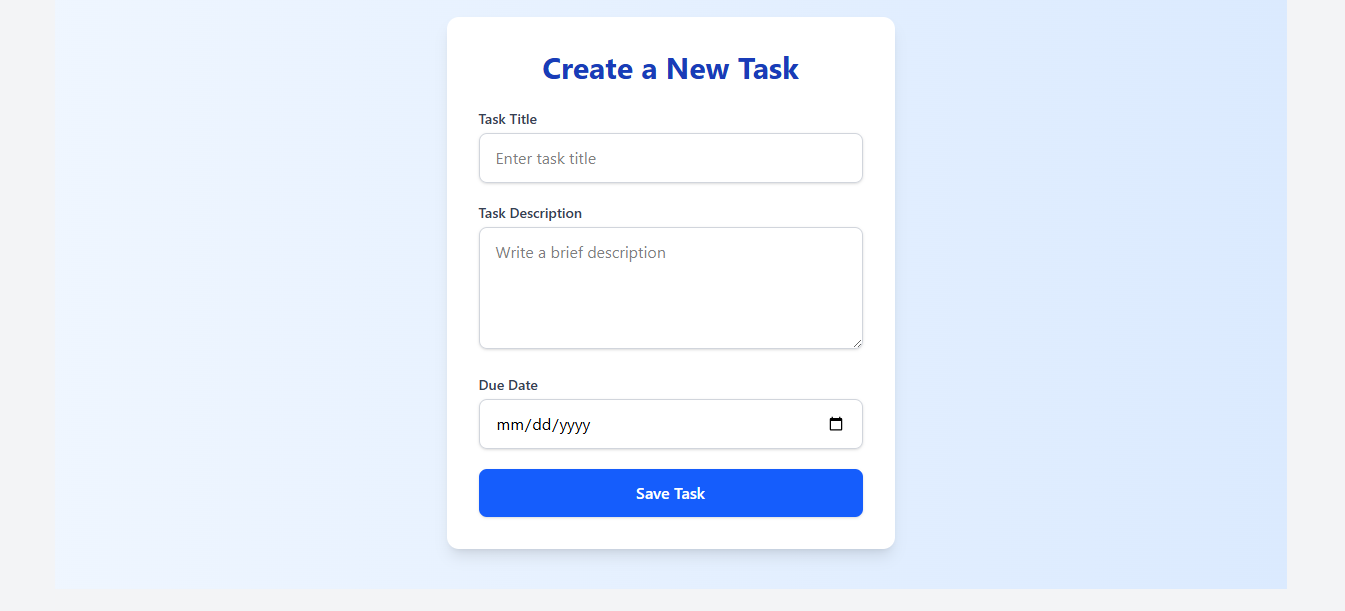 Create a New Task
Task Title
Enter task title
Task Description
Write a brief description
Due Date
mm/dd/yyyy
Save Task